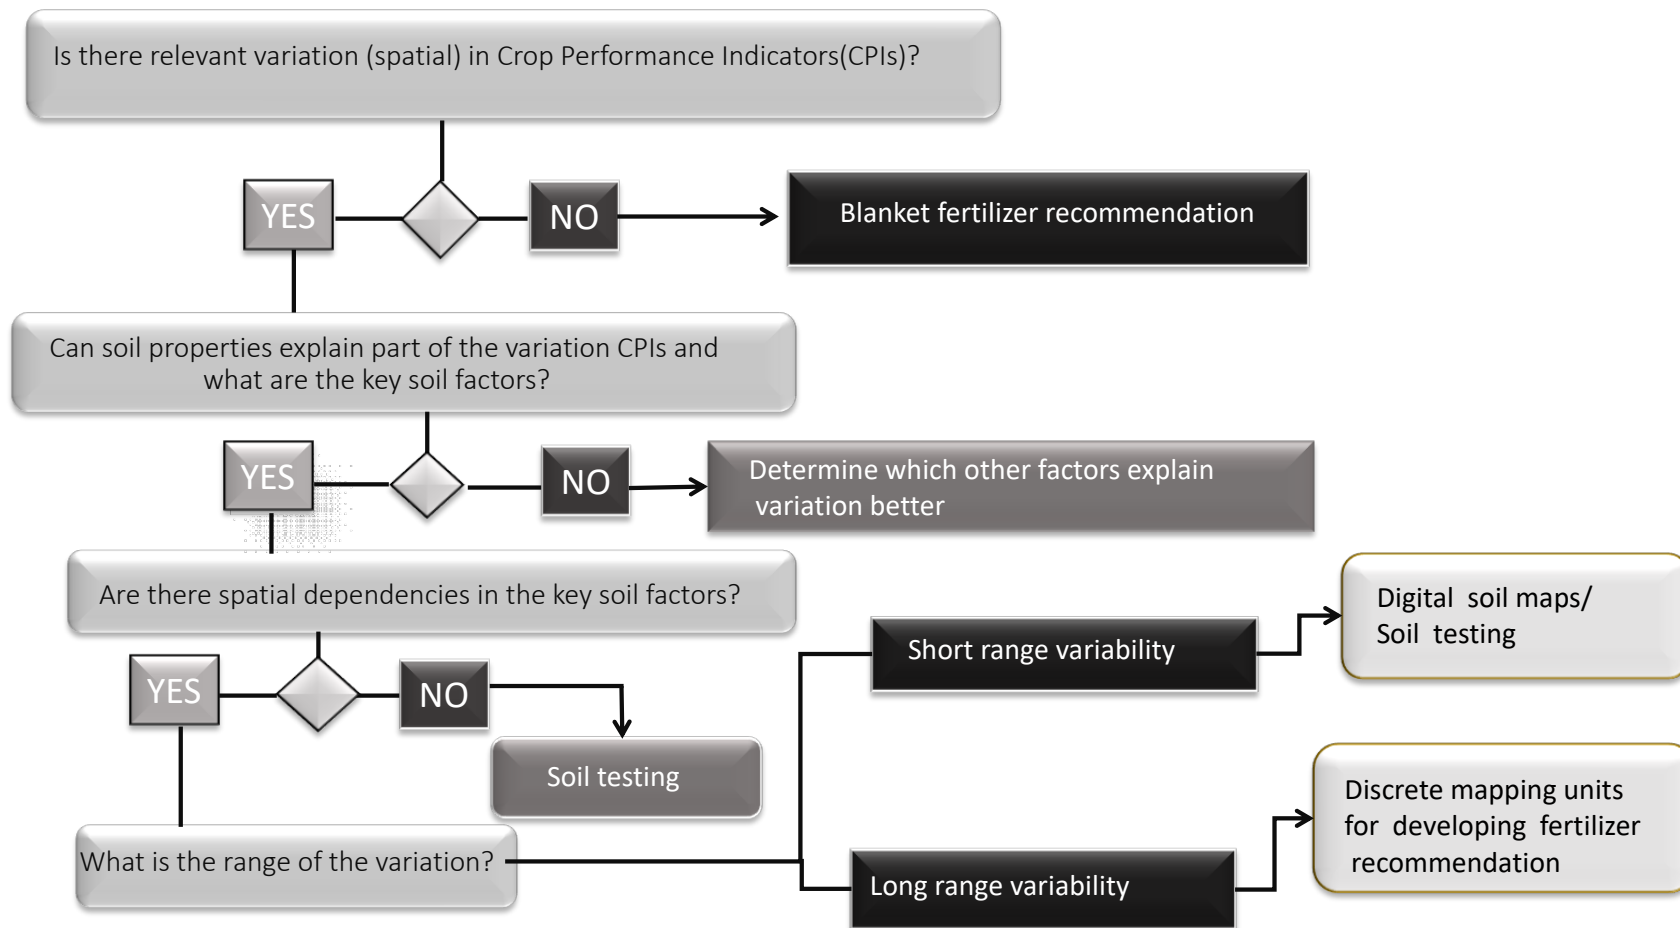 Is there relevant variation (spatial) in Crop Performance Indicators(CPIs)?
YES
NO
Blanket fertilizer recommendation
Can soil properties explain part of the variation CPIs and
what are the key soil factors?
YES
NO
Determine which other factors explain
variation better
Are there spatial dependencies in the key soil factors?
YES
NO
Soil testing
What is the range of the variation?
Short range variability
Digital soil maps/
Soil testing
Long range variability
Discrete mapping units
for developing fertilizer
recommendation